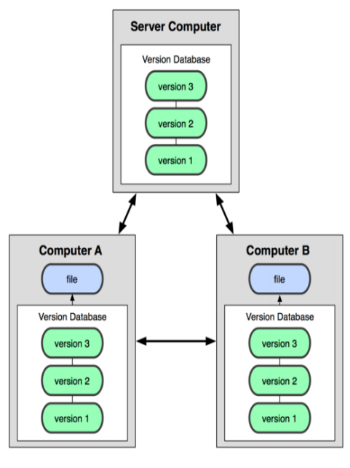 Server Computer
Version Database
version 3
version 2
version 1
Computer A
file
Version Database
version 3
version 2
version 1
Computer B
file
Version Database
version 3
version 2
version 1